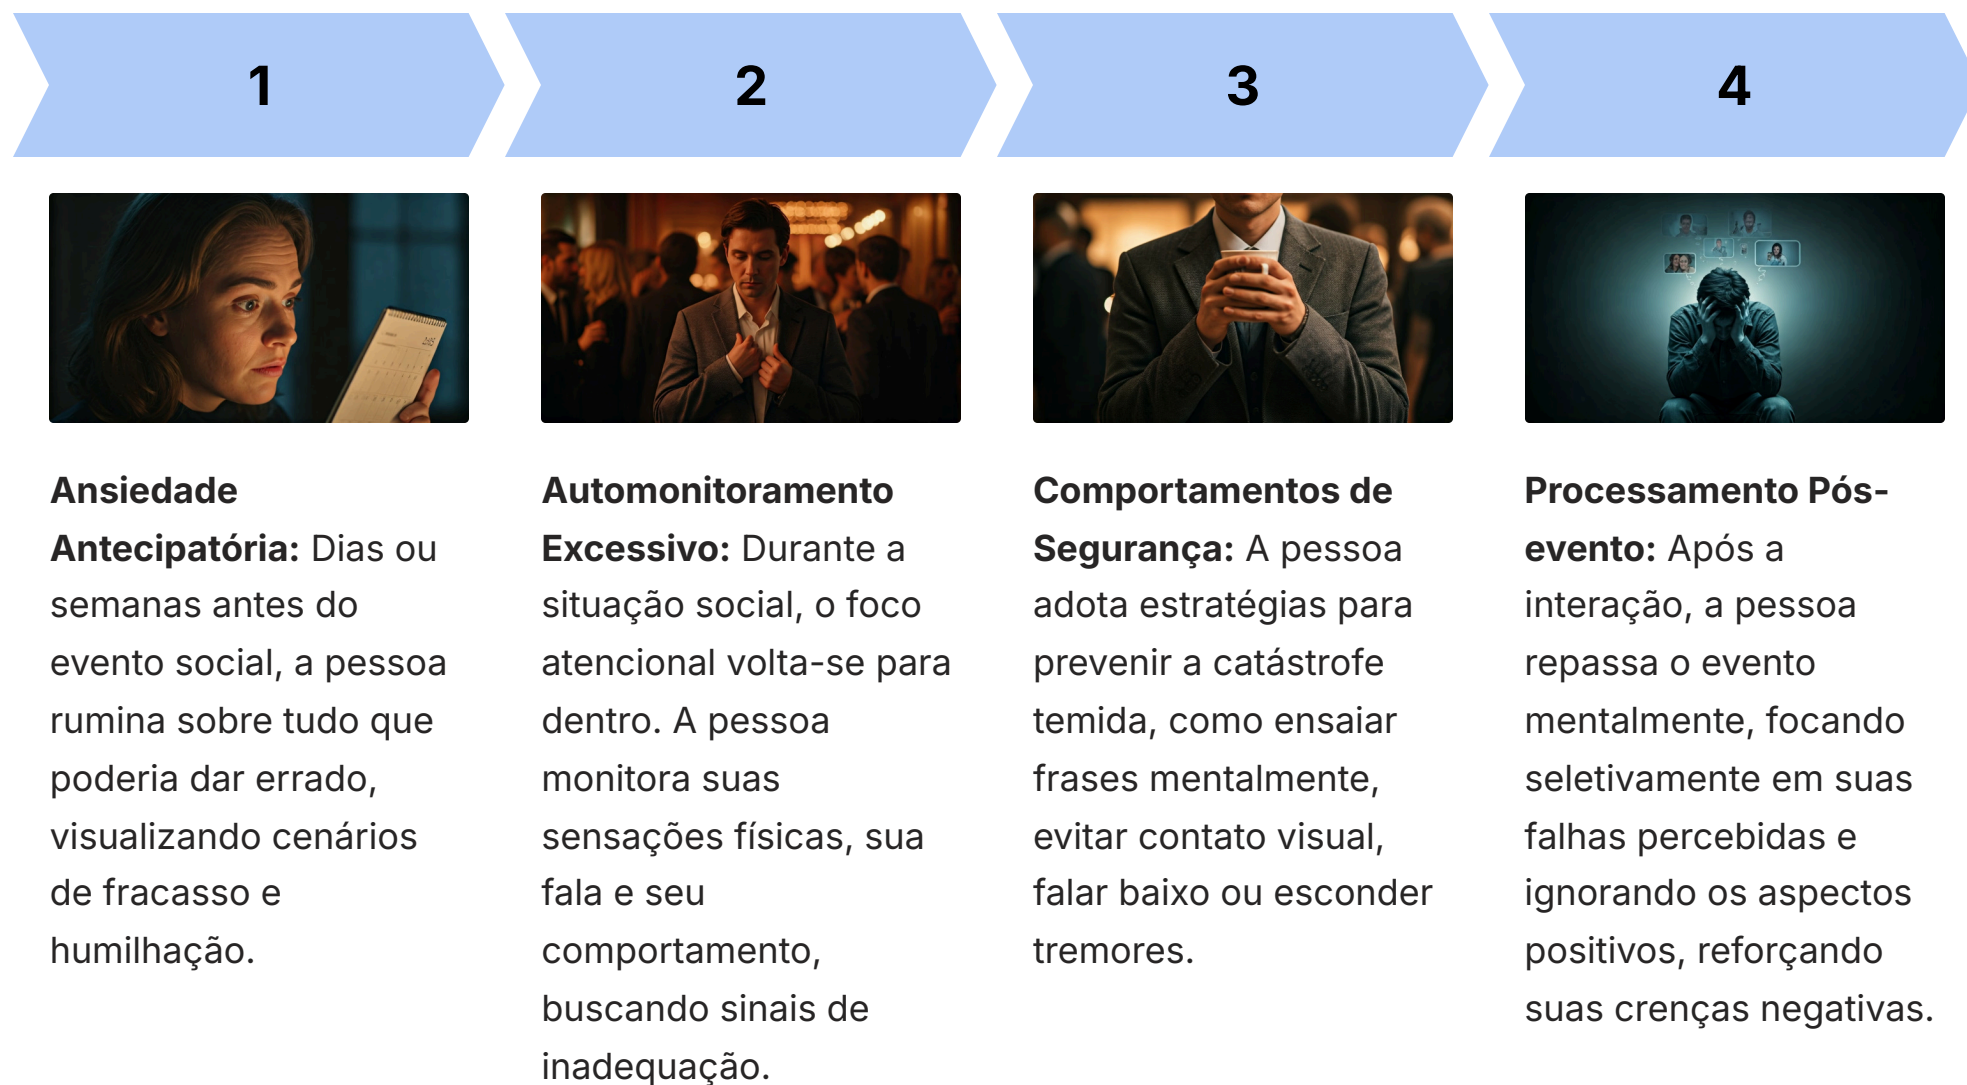 1
2
3
4
Ansiedade
Antecipatória: Dias ou
semanas antes do
evento social, a pessoa
rumina sobre tudo que
poderia dar errado,
visualizando cenários
de fracasso e
humilhação.
Automonitoramento
Excessivo: Durante a
situação social, o foco
atencional volta-se para
dentro. A pessoa
monitora suas
sensações físicas, sua
fala e seu
comportamento,
buscando sinais de
inadequação.
Comportamentos de
Segurança: A pessoa
adota estratégias para
prevenir a catástrofe
temida, como ensaiar
frases mentalmente,
evitar contato visual,
falar baixo ou esconder
tremores.
Processamento Pós-
evento: Após a
interação, a pessoa
repassa o evento
mentalmente, focando
seletivamente em suas
falhas percebidas e
ignorando os aspectos
positivos, reforçando
suas crenças negativas.